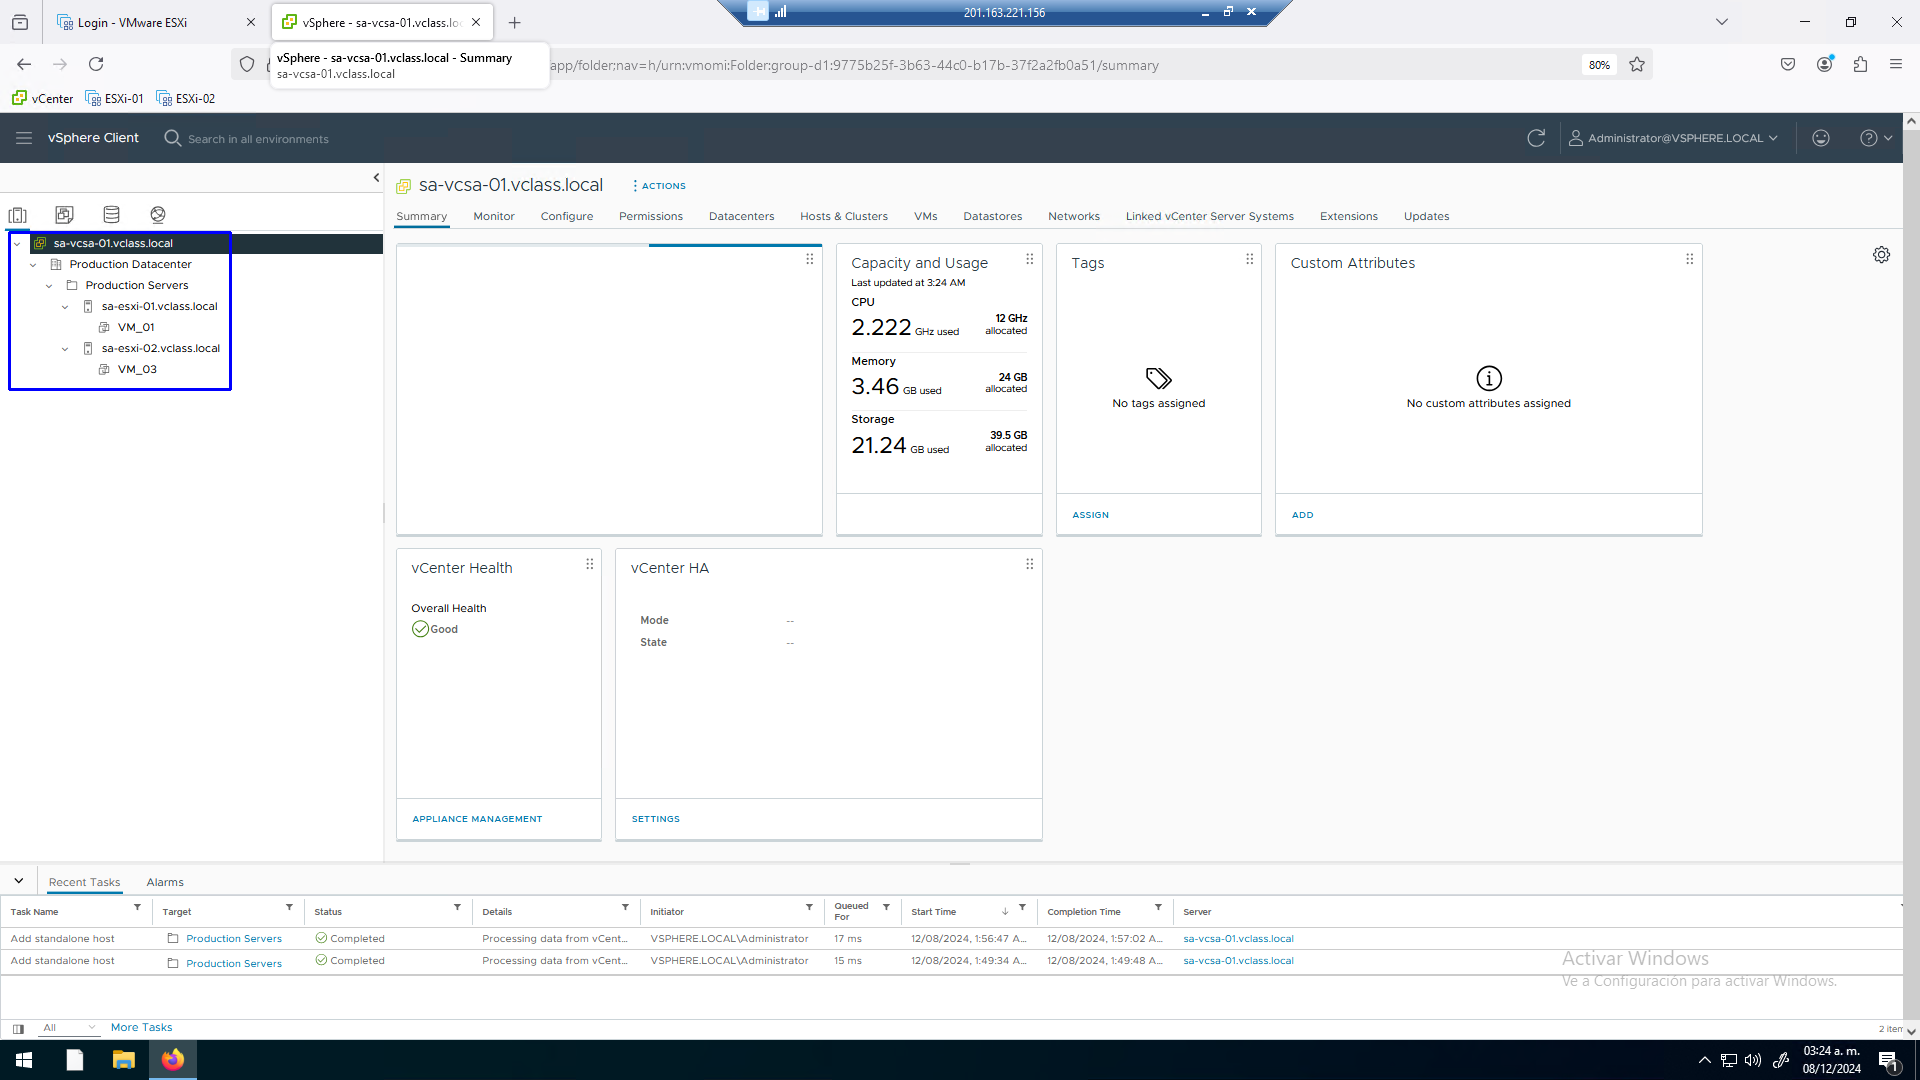 Login - VMware ESXi
vSphere - sa-vcsa-01.vclass.loc
201.163.221.156
vSphere - sa-vcsa-01.vclass.local - Summary
sa-vcsa-01.vclass.local
app/folder;nav=h/urn:vmomi:Folder:group-d1:9775b25f-3b63-44c0-b17b-37f2a2fb0a51/summary
80%
vCenter
ESXi-01
ESXi-02
vSphere Client
Search in all environments
Administrator@VSPHERE.LOCAL
sa-vcsa-01.vclass.local
Production Datacenter
Production Servers
sa-esxi-01.vclass.local
VM_01
sa-esxi-02.vclass.local
VM_03
sa-vcsa-01.vclass.local
ACTIONS
Summary
Monitor
Configure
Permissions
Datacenters
Hosts & Clusters
VMs
Datastores
Networks
Linked vCenter Server Systems
Extensions
Updates
Capacity and Usage
Last updated at 3:24 AM
CPU
2.222 GHz used
12 GHz
allocated
Memory
3.46 GB used
24 GB
allocated
Storage
21.24 GB used
39.5 GB
allocated
Tags
No tags assigned
ASSIGN
Custom Attributes
No custom attributes assigned
ADD
vCenter Health
Overall Health
Good
APPLIANCE MANAGEMENT
vCenter HA
Mode --
State --
SETTINGS
Recent Tasks
Alarms
Task Name
Target
Status
Details
Initiator
Queued
For
Start Time
Completion Time
Server
Add standalone host Production Servers Completed Processing data from vCent... VSPHERE.LOCAL\Administrator 17 ms 12/08/2024, 1:56:47 A... 12/08/2024, 1:57:02 A... sa-vcsa-01.vclass.local
Add standalone host Production Servers Completed Processing data from vCent... VSPHERE.LOCAL\Administrator 15 ms 12/08/2024, 1:49:34 A... 12/08/2024, 1:49:48 A... sa-vcsa-01.vclass.local
Activar Windows
Ve a Configuración para activar Windows.
All
More Tasks
2 item
03:24 a. m.
08/12/2024
1